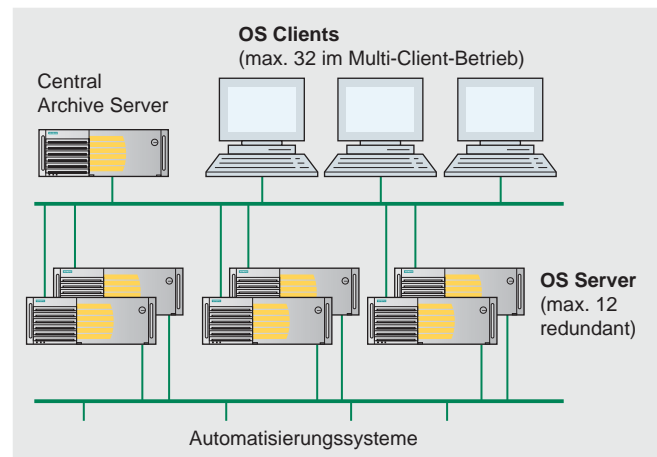 OS Clients
(max. 32 im Multi-Client-Betrieb)
Central
Archive Server
OS Server
(max. 12
redundant)
Automatisierungssysteme